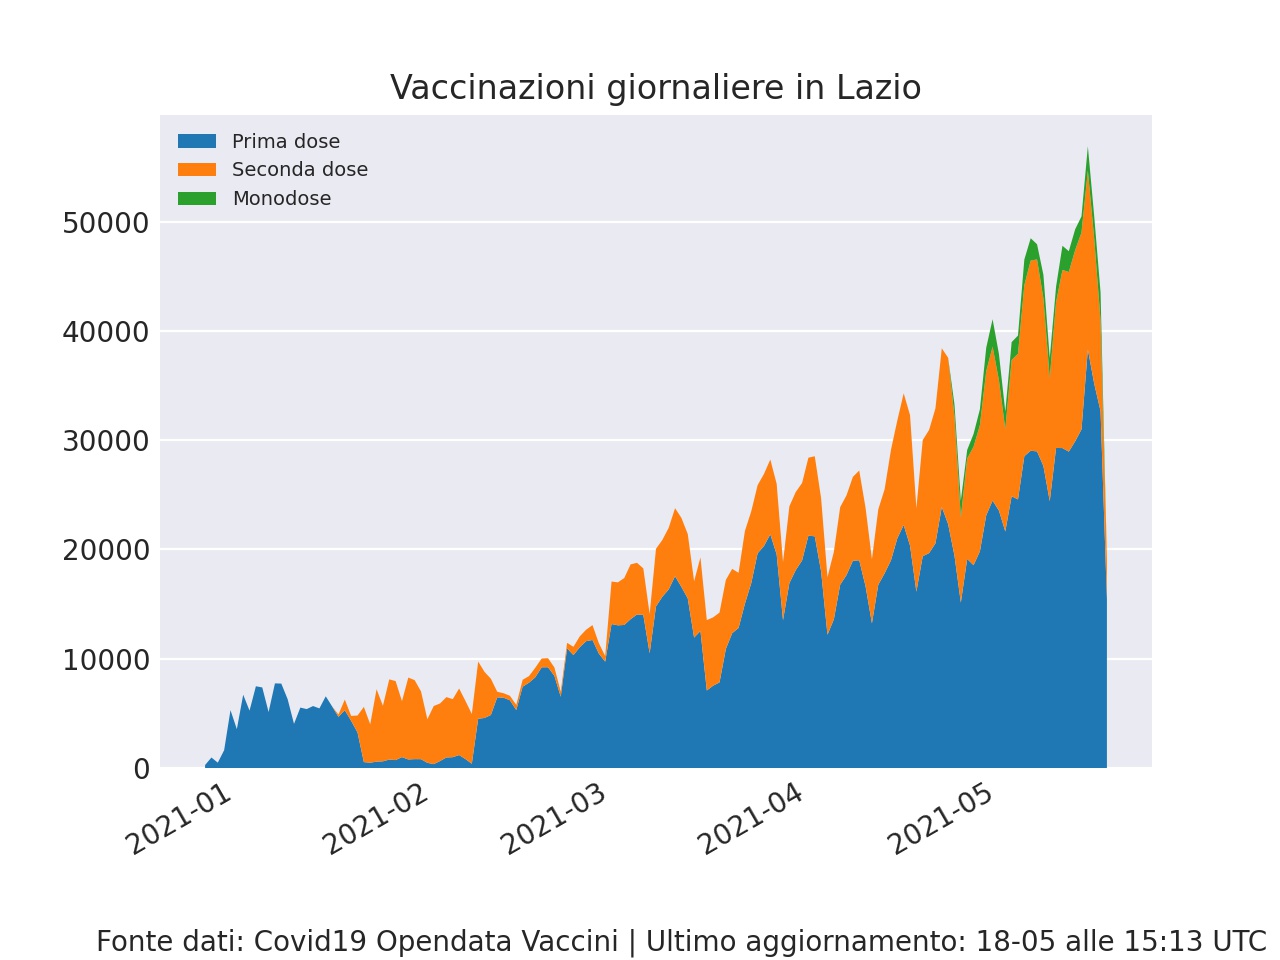 Vaccinazioni giornaliere in Lazio
Prima dose
Seconda dose
Monodose
50000
40000
30000
20000
10000
0
2021-01
2021-02
2021-03
2021-04
2021-05
Fonte dati: Covid19 Opendata Vaccini | Ultimo aggiornamento: 18-05 alle 15:13 UTC